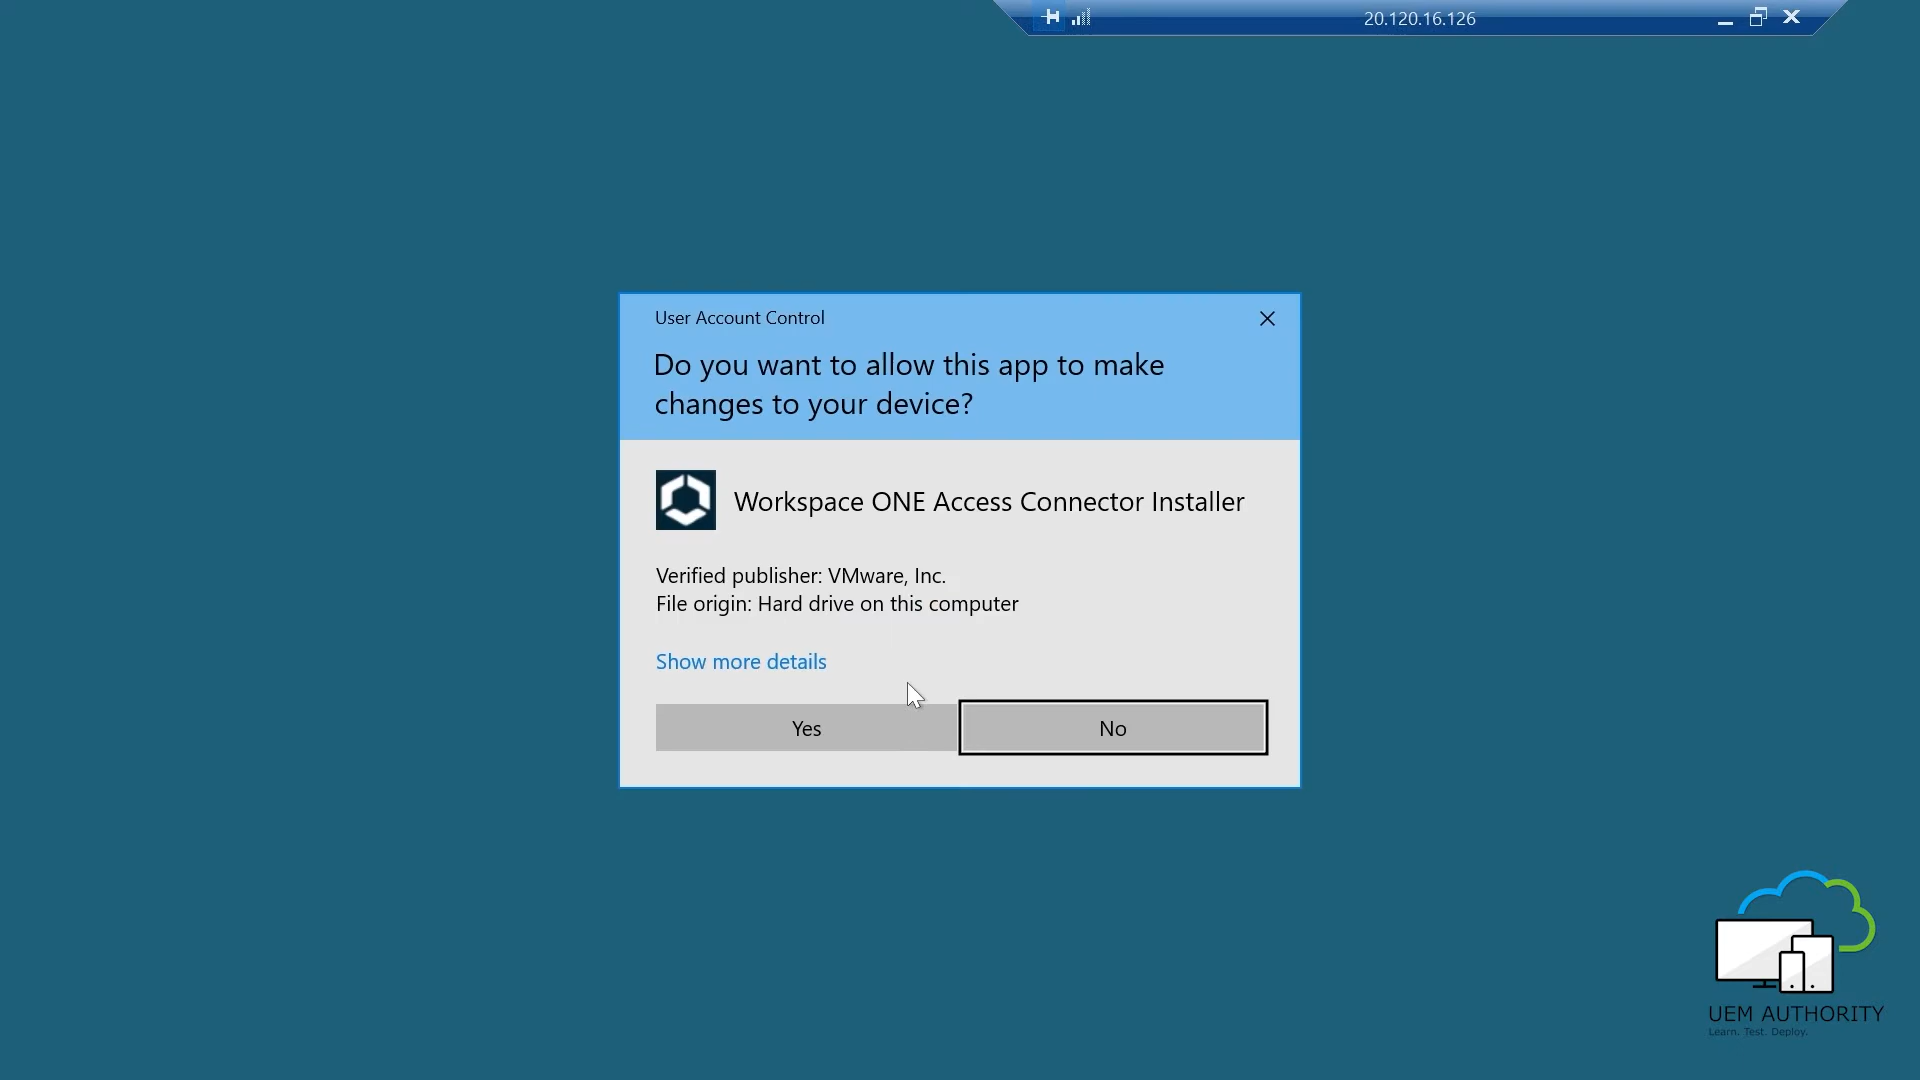 20.120.16.126
User Account Control
Do you want to allow this app to make
changes to your device?
Workspace ONE Access Connector Installer
Verified publisher: VMware, Inc.
File origin: Hard drive on this computer
Show more details
Yes
No
UEM AUTHORITY
Learn. Test. Deploy.